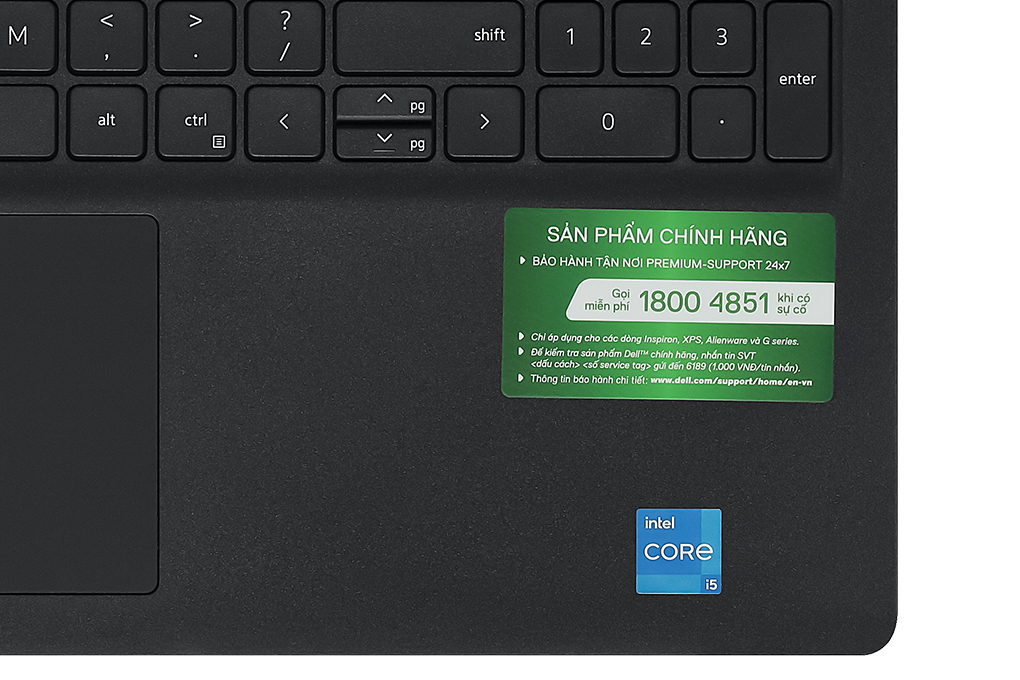 M < , > . ? / shift 1 2 3
enter
alt ctrl < pg pg > 0 .
SẢN PHẨM CHÍNH HÃNG
BẢO HÀNH TẬN NƠI PREMIUM-SUPPORT 24x7
Gọi miễn phí 1800 4851 khi có sự cố
Chỉ áp dụng cho các dòng Inspiron, XPS, Alienware và G series.
Để kiểm tra sản phẩm Dell™ chính hãng, nhắn tin SVT
<dấu cách> <số service tag> gửi đến 6189 (1.000 VNĐ/tin nhắn).
Thông tin bảo hành chi tiết: www.dell.com/support/home/en-vn
intel
CORe
i5